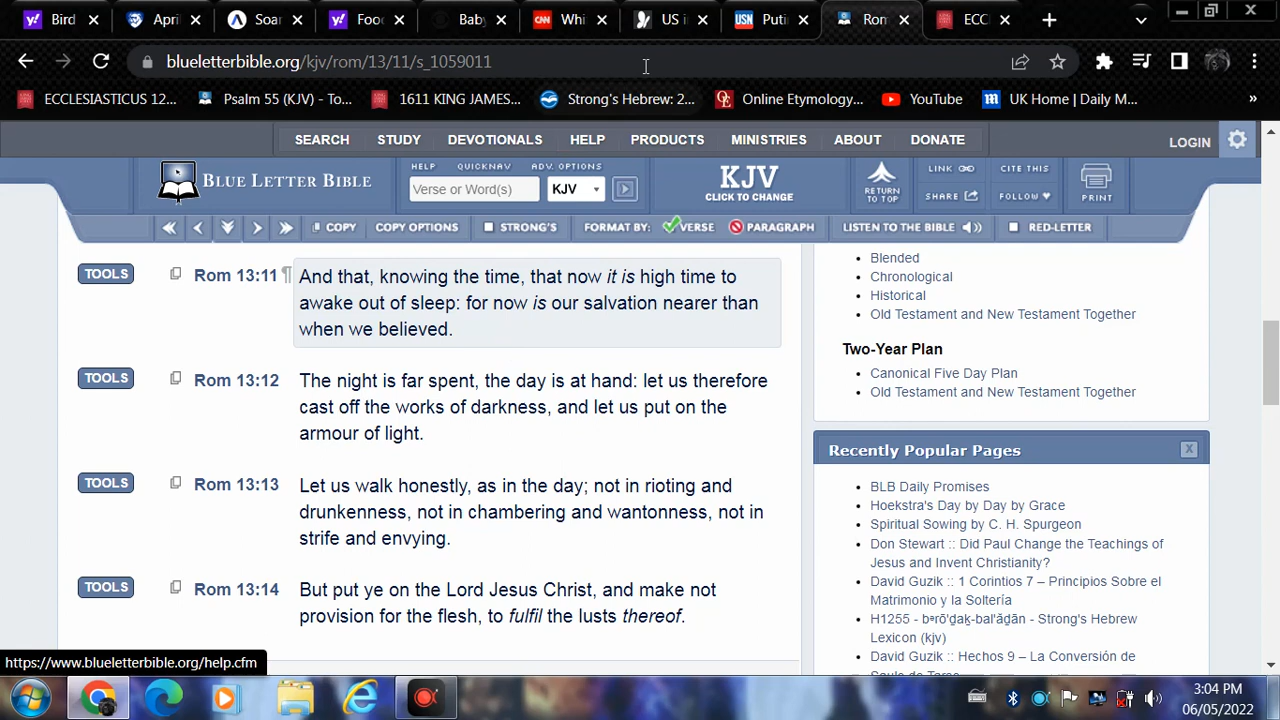 Bird
April
Soar
Food
BaD
CNN Whi
US i
USN Puti
Rom
ECC
blueletterbible.org/kjv/rom/13/11/s_1059011
ECCLESIASTICUS 12... Psalm 55 (KJV) - To... 1611 KING JAMES... Strong's Hebrew: 2... Online Etymology... YouTube UK Home | Daily M... »
SEARCH STUDY DEVOTIONALS HELP PRODUCTS MINISTRIES ABOUT DONATE LOGIN
BLUE LETTER BIBLE
HELP QUICKNAV ADV. OPTIONS
Verse or Word(s) KJV
KJV
CLICK TO CHANGE
RETURN
TO TOP
LINK CITE THIS
SHARE FOLLOW
PRINT
COPY COPY OPTIONS STRONG'S FORMAT BY: VERSE PARAGRAPH LISTEN TO THE BIBLE RED-LETTER
TOOLS Rom 13:11 ¶ And that, knowing the time, that now it is high time to
awake out of sleep: for now is our salvation nearer than
when we believed.
TOOLS Rom 13:12 The night is far spent, the day is at hand: let us therefore
cast off the works of darkness, and let us put on the
armour of light.
TOOLS Rom 13:13 Let us walk honestly, as in the day; not in rioting and
drunkenness, not in chambering and wantonness, not in
strife and envying.
TOOLS Rom 13:14 But put ye on the Lord Jesus Christ, and make not
provision for the flesh, to fulfil the lusts thereof.
Blended
Chronological
Historical
Old Testament and New Testament Together
Two-Year Plan
Canonical Five Day Plan
Old Testament and New Testament Together
Recently Popular Pages X
BLB Daily Promises
Hoekstra's Day by Day by Grace
Spiritual Sowing by C. H. Spurgeon
Don Stewart :: Did Paul Change the Teachings of
Jesus and Invent Christianity?
David Guzik :: 1 Corintios 7 – Principios Sobre el
Matrimonio y la Soltería
H1255 - bᵊrō'ḏaḵ-bal'ăḏān - Strong's Hebrew
Lexicon (kjv)
David Guzik :: Hechos 9 – La Conversión de
https://www.blueletterbible.org/help.cfm
3:04 PM
06/05/2022